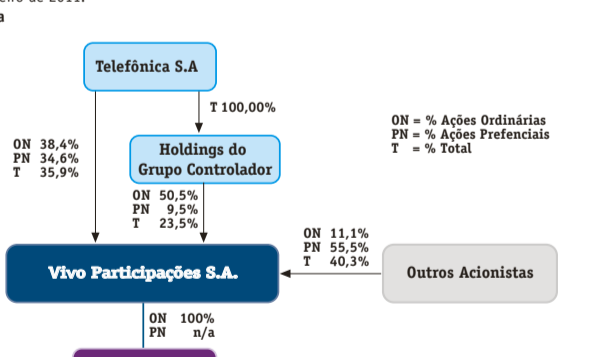 2011.
a
Telefônica S.A
T 100,00%
ON = % Ações Ordinárias
PN = % Ações Prefenciais
T = % Total
ON 38,4%
PN 34,6%
T 35,9%
Holdings do
Grupo Controlador
ON 50,5%
PN 9,5%
T 23,5%
ON 11,1%
PN 55,5%
T 40,3%
Vivo Participações S.A.
Outros Acionistas
ON 100%
PN n/a